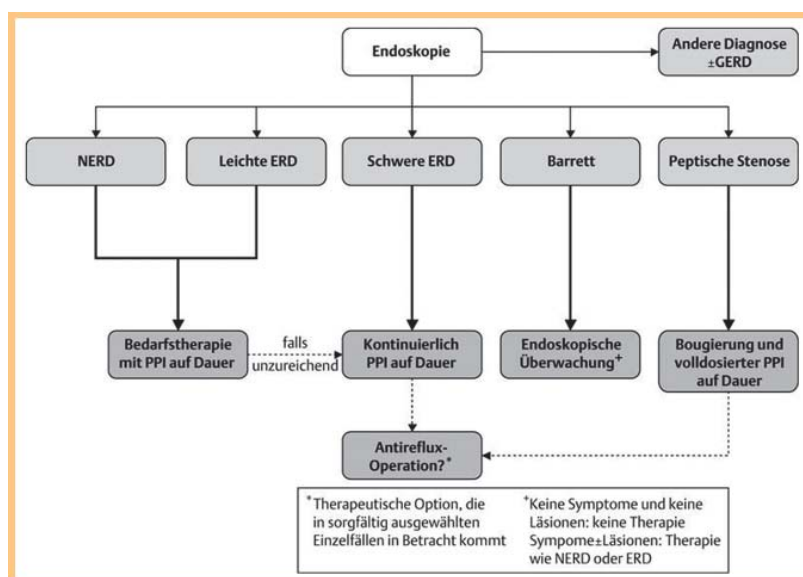 Endoskopie
Andere Diagnose
±GERD
NERD
Leichte ERD
Schwere ERD
Barrett
Peptische Stenose
Bedarfstherapie
mit PPI auf Dauer
falls
unzureichend
Kontinuierlich
PPI auf Dauer
Endoskopische
Überwachung+
Bougierung und
volldosierter PPI
auf Dauer
Antireflux-
Operation?*
*Therapeutische Option, die
in sorgfältig ausgewählten
Einzelfällen in Betracht kommt
+Keine Symptome und keine
Läsionen: keine Therapie
Sympome±Läsionen: Therapie
wie NERD oder ERD